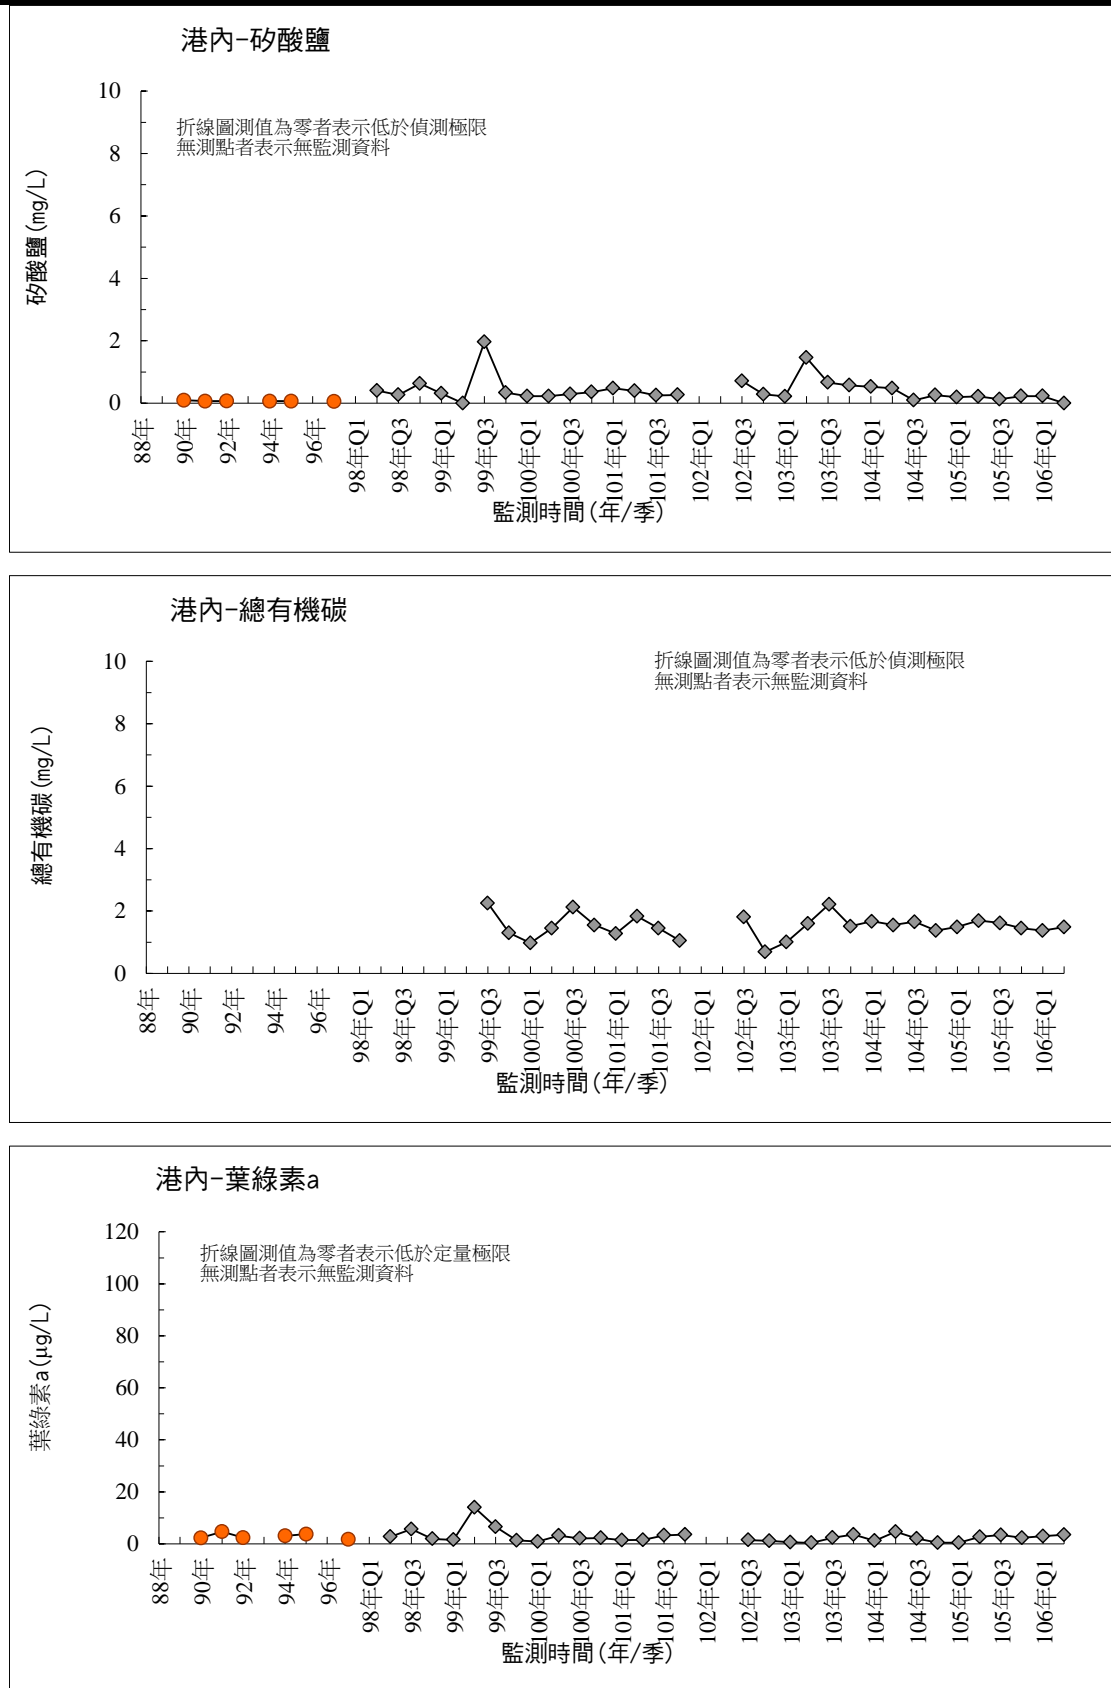 港內-矽酸鹽
折線圖測值為零者表示低於偵測極限
無測點者表示無監測資料
矽酸鹽(mg/L)
10
8
6
4
2
0
88年
90年
92年
94年
96年
98年Q1
98年Q3
99年Q1
99年Q3
100年Q1
100年Q3
101年Q1
101年Q3
102年Q1
102年Q3
103年Q1
103年Q3
104年Q1
104年Q3
105年Q1
105年Q3
106年Q1
監測時間(年/季)
港內-總有機碳
折線圖測值為零者表示低於偵測極限
無測點者表示無監測資料
總有機碳(mg/L)
10
8
6
4
2
0
88年
90年
92年
94年
96年
98年Q1
98年Q3
99年Q1
99年Q3
100年Q1
100年Q3
101年Q1
101年Q3
102年Q1
102年Q3
103年Q1
103年Q3
104年Q1
104年Q3
105年Q1
105年Q3
106年Q1
監測時間(年/季)
港內-葉綠素a
折線圖測值為零者表示低於定量極限
無測點者表示無監測資料
葉綠素a(μg/L)
120
100
80
60
40
20
0
88年
90年
92年
94年
96年
98年Q1
98年Q3
99年Q1
99年Q3
100年Q1
100年Q3
101年Q1
101年Q3
102年Q1
102年Q3
103年Q1
103年Q3
104年Q1
104年Q3
105年Q1
105年Q3
106年Q1
監測時間(年/季)